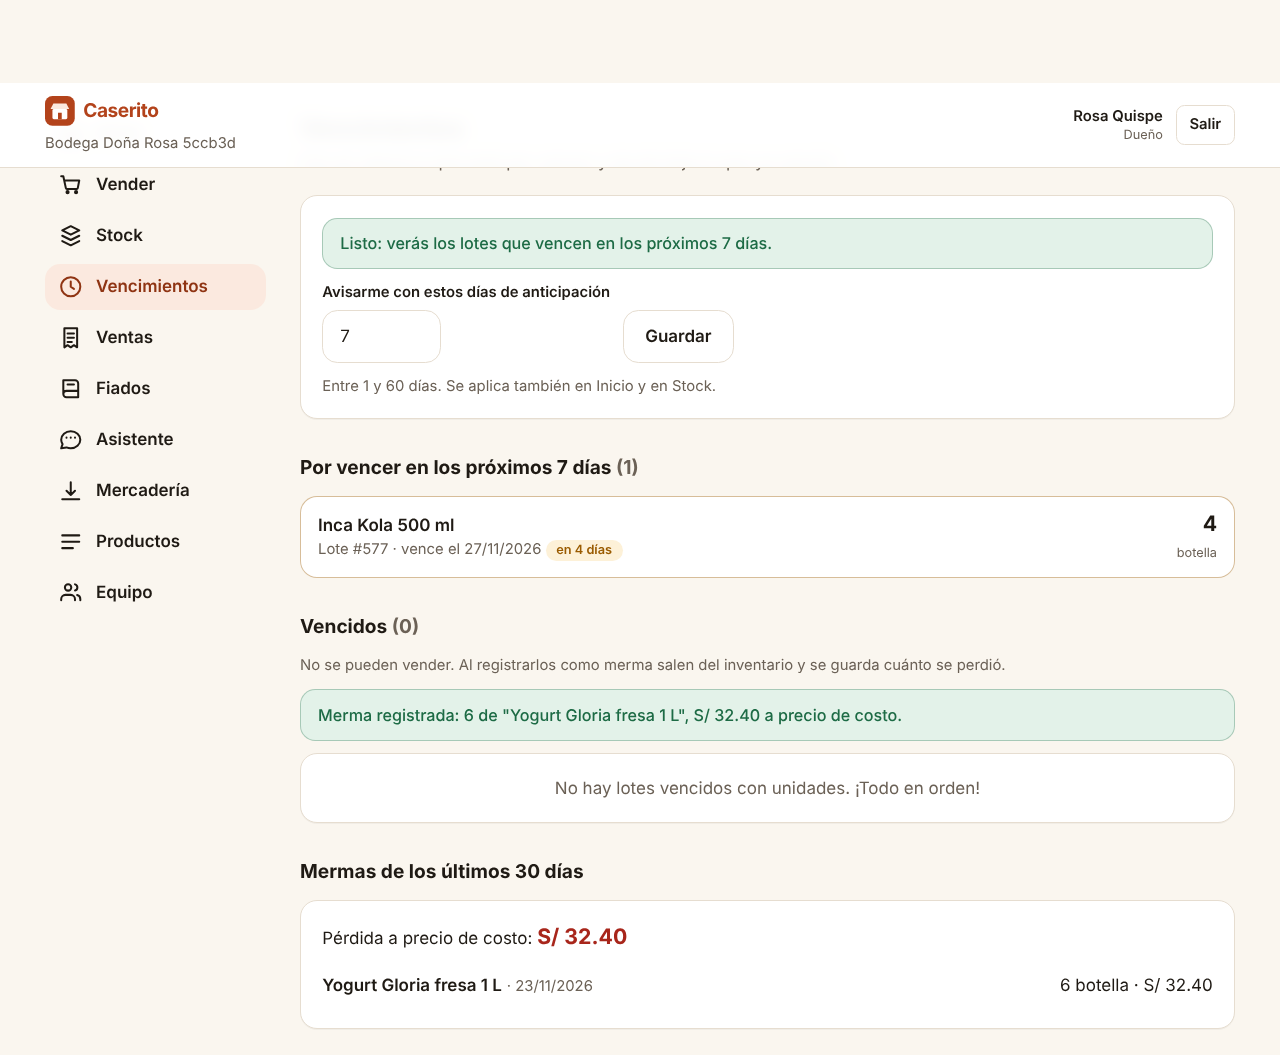 Caserito
Bodega Doña Rosa 5ccb3d
Rosa Quispe
Dueño
Salir
Vender
Stock
Vencimientos
Ventas
Fiados
Asistente
Mercadería
Productos
Equipo
Listo: verás los lotes que vencen en los próximos 7 días.
Avisarme con estos días de anticipación
7
Guardar
Entre 1 y 60 días. Se aplica también en Inicio y en Stock.
Por vencer en los próximos 7 días (1)
Inca Kola 500 ml
4
Lote #577 · vence el 27/11/2026 en 4 días
botella
Vencidos (0)
No se pueden vender. Al registrarlos como merma salen del inventario y se guarda cuánto se perdió.
Merma registrada: 6 de "Yogurt Gloria fresa 1 L", S/ 32.40 a precio de costo.
No hay lotes vencidos con unidades. ¡Todo en orden!
Mermas de los últimos 30 días
Pérdida a precio de costo: S/ 32.40
Yogurt Gloria fresa 1 L · 23/11/2026
6 botella · S/ 32.40